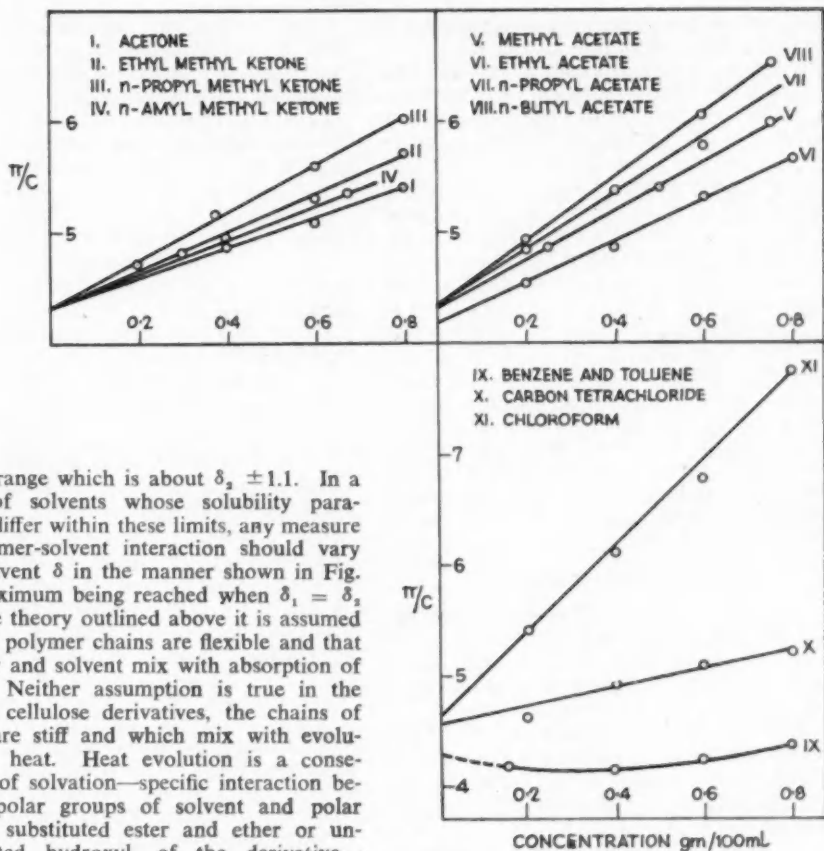 I. ACETONE
II. ETHYL METHYL KETONE
III. n-PROPYL METHYL KETONE
IV. n-AMYL METHYL KETONE
III
II
IV
I
6
π/C
5
0·2
0·4
0·6
0·8
V. METHYL ACETATE
VI. ETHYL ACETATE
VII. n-PROPYL ACETATE
VIII. n-BUTYL ACETATE
VIII
VII
V
VI
6
5
0·2
0·4
0·6
0·8
IX. BENZENE AND TOLUENE
X. CARBON TETRACHLORIDE
XI. CHLOROFORM
XI
7
6
π/C
5
X
IX
4
0·2
0·4
0·6
0·8
CONCENTRATION gm/100mL
range which is about δ₂ ±1.1. In a
of solvents whose solubility para-
differ within these limits, any measure
mer-solvent interaction should vary
vent δ in the manner shown in Fig.
ximum being reached when δ₁ = δ₂
e theory outlined above it is assumed
polymer chains are flexible and that
and solvent mix with absorption of
Neither assumption is true in the
cellulose derivatives, the chains of
are stiff and which mix with evolu-
heat. Heat evolution is a conse-
of solvation—specific interaction be-
polar groups of solvent and polar
substituted ester and ether or un-